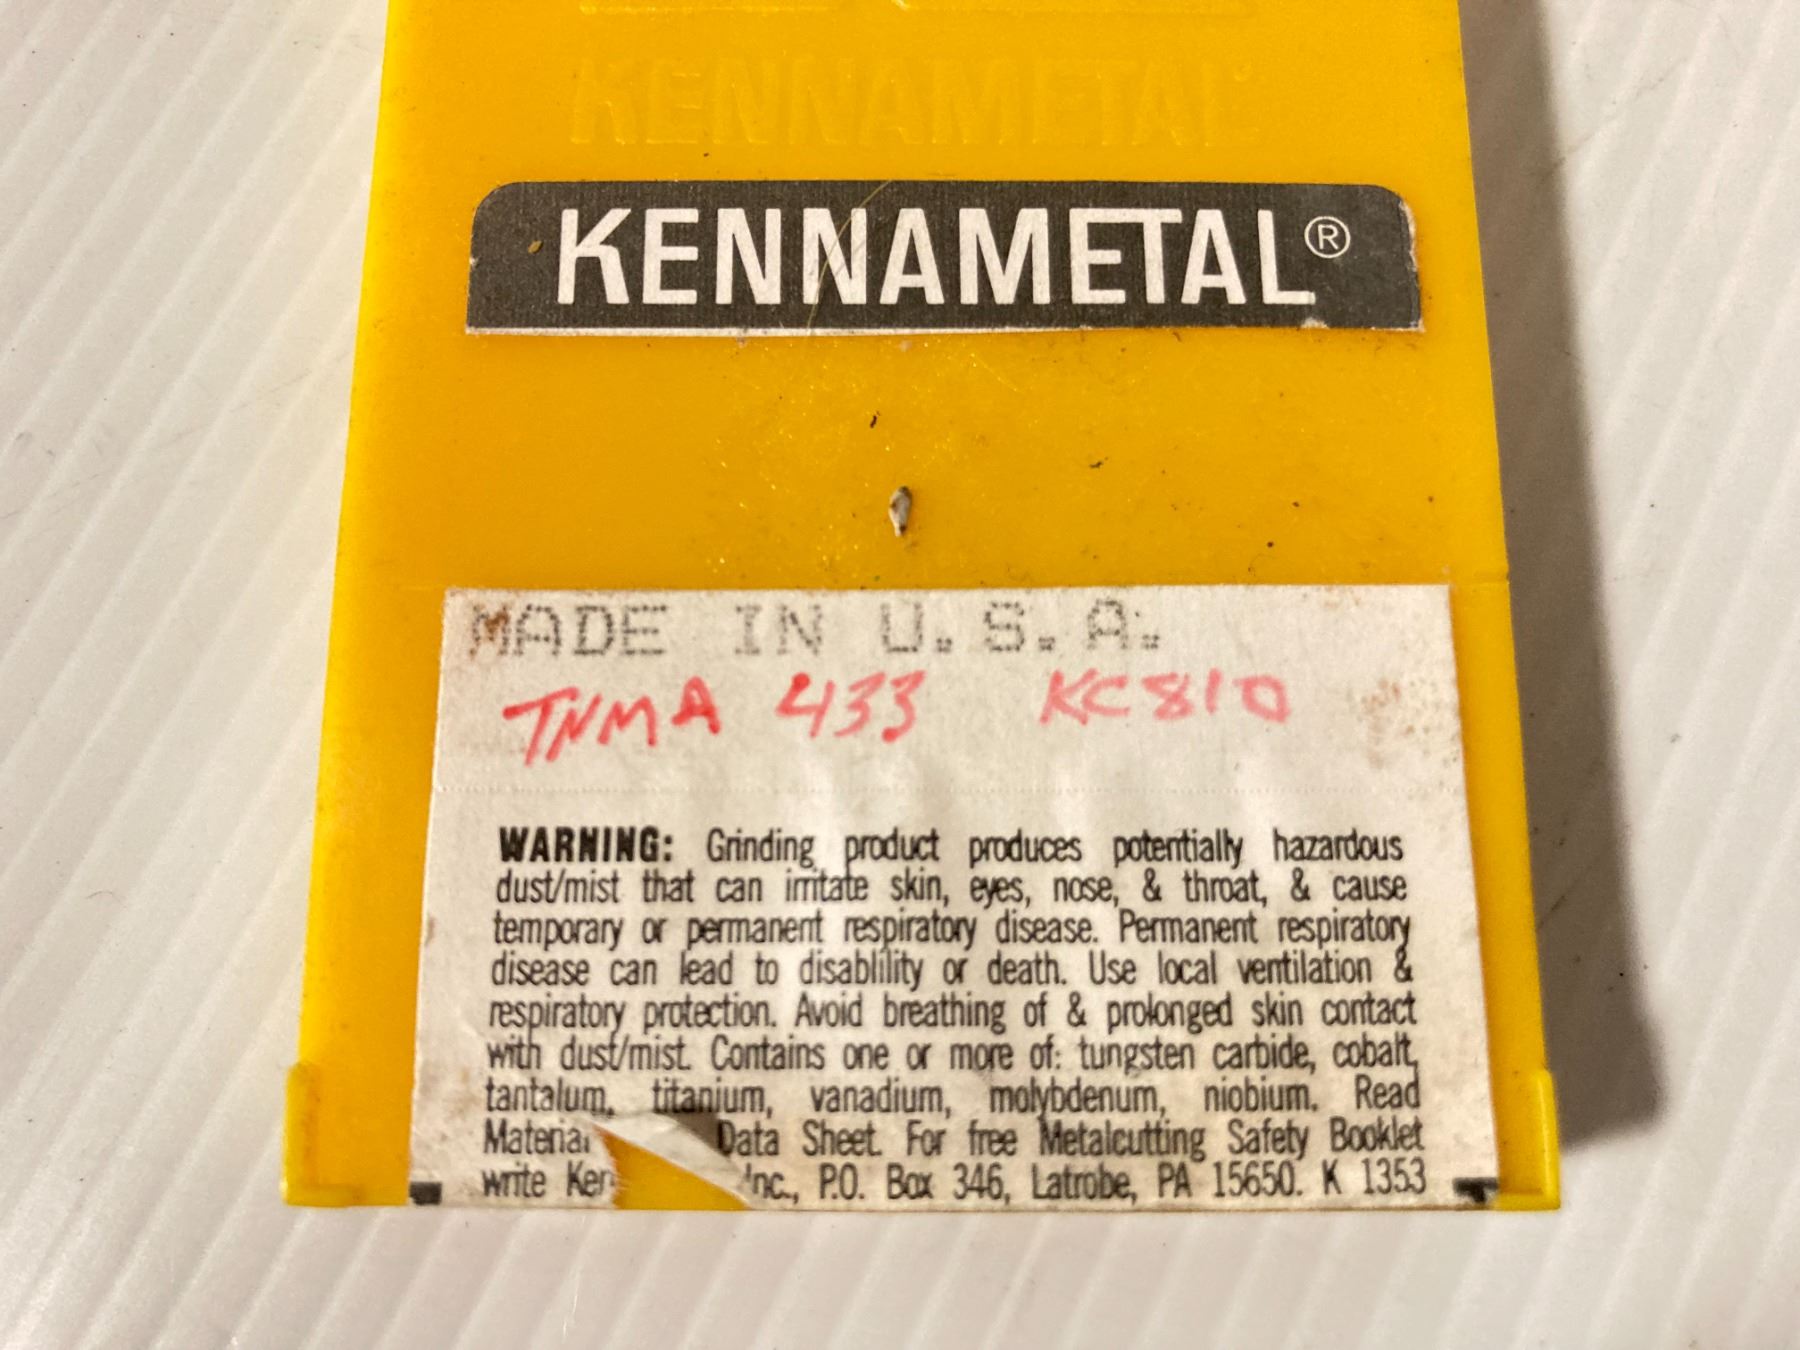 KENNAMETAL
KENNAMETAL®
MADE IN U.S.A.
TNMA 433 KC810
WARNING: Grinding product produces potentially hazardous
dust/mist that can irritate skin, eyes, nose, & throat, & cause
temporary or permanent respiratory disease. Permanent respiratory
disease can lead to disablility or death. Use local ventilation &
respiratory protection. Avoid breathing of & prolonged skin contact
with dust/mist. Contains one or more of: tungsten carbide, cobalt,
tantalum, titanium, vanadium, molybdenum, niobium. Read
Material Data Sheet. For free Metalcutting Safety Booklet
write Inc., P.O. Box 346, Latrobe, PA 15650. K 1353